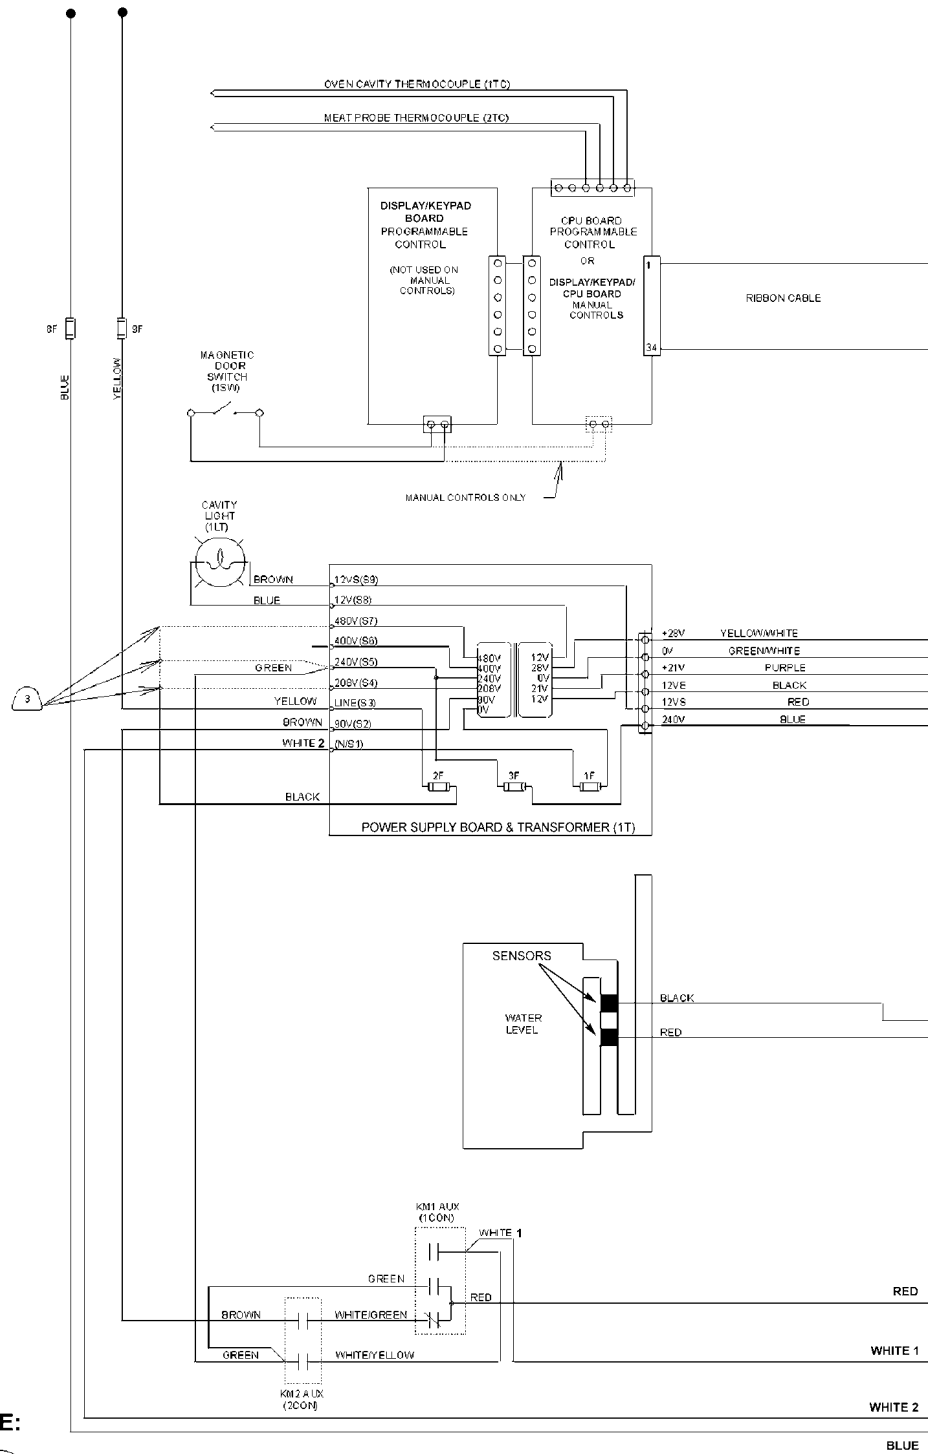 OVEN CAVITY THERMOCOUPLE (1TC)
MEAT PROBE THERMOCOUPLE (2TC)
DISPLAY/KEYPAD
BOARD
PROGRAMMABLE
CONTROL
(NOT USED ON
MANUAL
CONTROLS)
CPU BOARD
PROGRAMMABLE
CONTROL
OR
DISPLAY/KEYPAD/
CPU BOARD
MANUAL
CONTROLS
1
34
RIBBON CABLE
8F
9F
BLUE
YELLOW
MAGNETIC
DOOR
SWITCH
(1SW)
MANUAL CONTROLS ONLY
CAVITY
LIGHT
(1LT)
BROWN
BLUE
GREEN
YELLOW
BROWN
WHITE 2
BLACK
3
12VS(S9)
12V(S8)
480V(S7)
400V(S6)
240V(S5)
208V(S4)
LINE(S3)
90V(S2)
(N/S1)
480V
400V
240V
208V
90V
0V
12V
28V
0V
21V
12V
2F
3F
1F
POWER SUPPLY BOARD & TRANSFORMER (1T)
+28V YELLOW/WHITE
0V GREEN/WHITE
+21V PURPLE
12VE BLACK
12VS RED
240V BLUE
SENSORS
WATER
LEVEL
BLACK
RED
KM1 AUX
(1CON)
WHITE 1
GREEN
RED
RED
BROWN
WHITE/GREEN
GREEN
WHITE/YELLOW
WHITE 1
KM2 AUX
(2CON)
WHITE 2
E:
BLUE